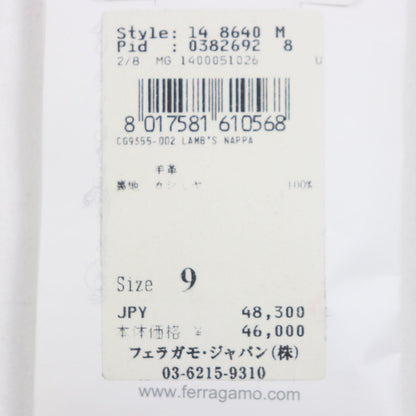 Style: 14 8640 M
Pid : 0382692 8
2/8 MG 1400051026 U
8 017581 610568
CG9355-002 LAMB'S NAPPA
羊革
裏地 カシミヤ 100%
Size 9
JPY 48,300
本体価格 ¥ 46,000
フェラガモ・ジャパン(株)
03-6215-9310
www.ferragamo.com